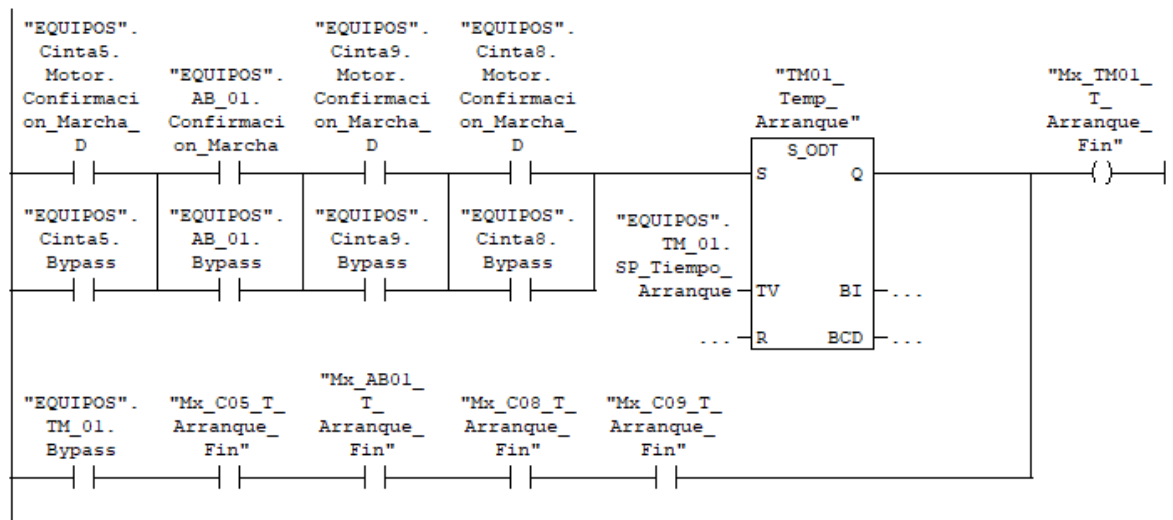 "EQUIPOS".
Cinta5.
Motor.
Confirmaci
on_Marcha_
D
"EQUIPOS".
AB_01.
Confirmaci
on_Marcha
"EQUIPOS".
Cinta9.
Motor.
Confirmaci
on_Marcha_
D
"EQUIPOS".
Cinta8.
Motor.
Confirmaci
on_Marcha_
D
"TM01_
Temp_
Arranque"
S_ODT
S
Q
"Mx_TM01_
T_
Arranque_
Fin"
"EQUIPOS".
Cinta5.
Bypass
"EQUIPOS".
AB_01.
Bypass
"EQUIPOS".
Cinta9.
Bypass
"EQUIPOS".
Cinta8.
Bypass
"EQUIPOS".
TM_01.
SP_Tiempo_
Arranque
TV
BI
...
...
R
BCD
...
"EQUIPOS".
TM_01.
Bypass
"Mx_C05_T_
Arranque_
Fin"
"Mx_AB01_
T_
Arranque_
Fin"
"Mx_C08_T_
Arranque_
Fin"
"Mx_C09_T_
Arranque_
Fin"